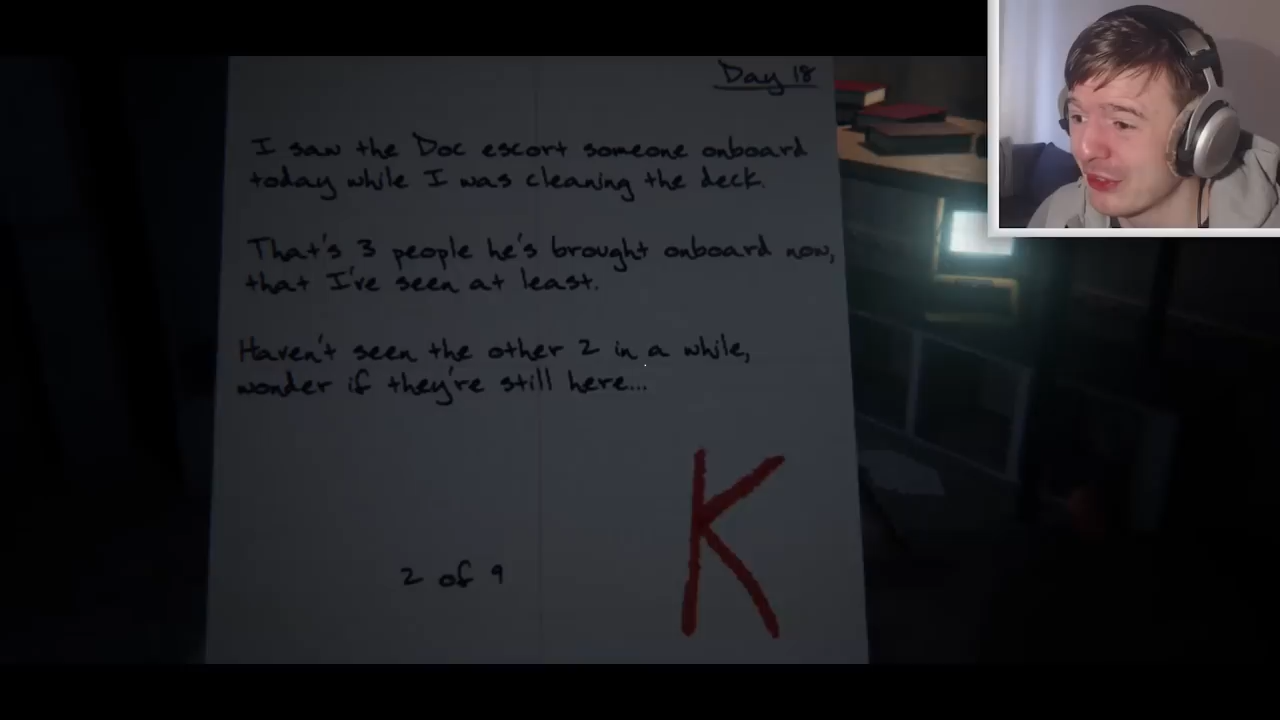 Day 18
I saw the Doc escort someone onboard
today while I was cleaning the deck.
That's 3 people he's brought onboard now,
that I've seen at least.
Haven't seen the other 2 in a while,
wonder if they're still here...
K
2 of 9